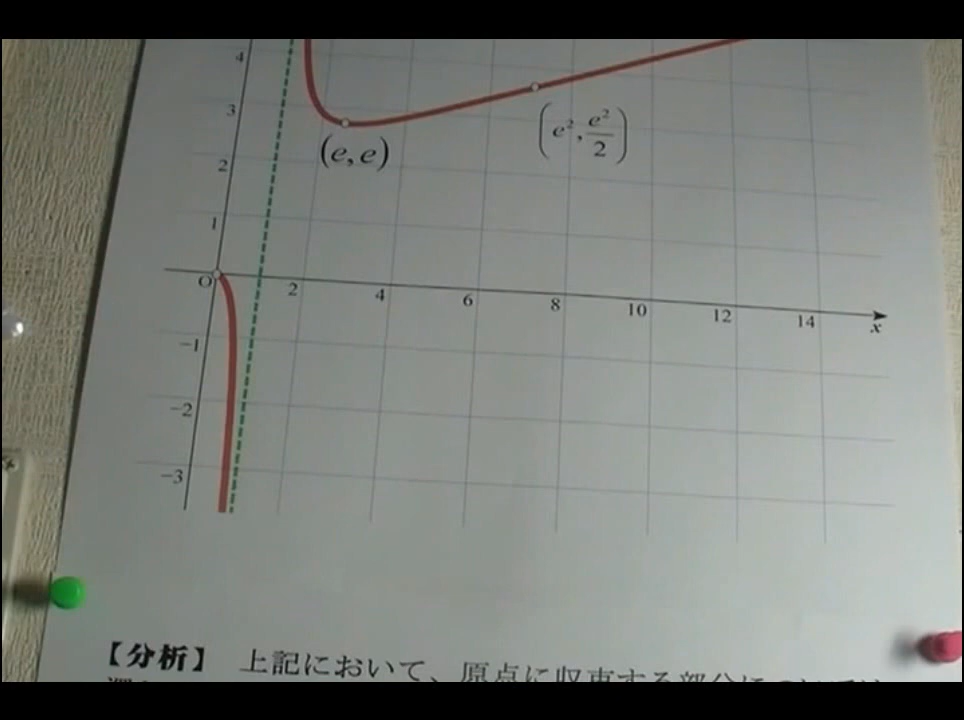 4
3
2
1
(e, e)
(e², e²/2)
O
2
4
6
8
10
12
14
x
−1
−2
−3
【分析】 上記において、原点に収束する部分については